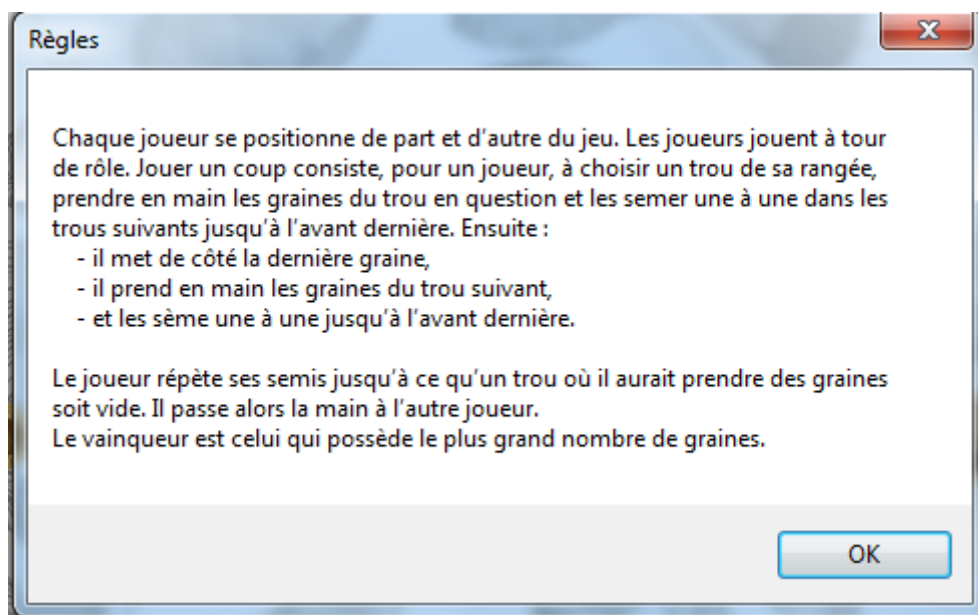 Règles
Chaque joueur se positionne de part et d'autre du jeu. Les joueurs jouent à tour
de rôle. Jouer un coup consiste, pour un joueur, à choisir un trou de sa rangée,
prendre en main les graines du trou en question et les semer une à une dans les
trous suivants jusqu'à l'avant dernière. Ensuite :
- il met de côté la dernière graine,
- il prend en main les graines du trou suivant,
- et les sème une à une jusqu'à l'avant dernière.
Le joueur répète ses semis jusqu'à ce qu'un trou où il aurait prendre des graines
soit vide. Il passe alors la main à l'autre joueur.
Le vainqueur est celui qui possède le plus grand nombre de graines.
OK